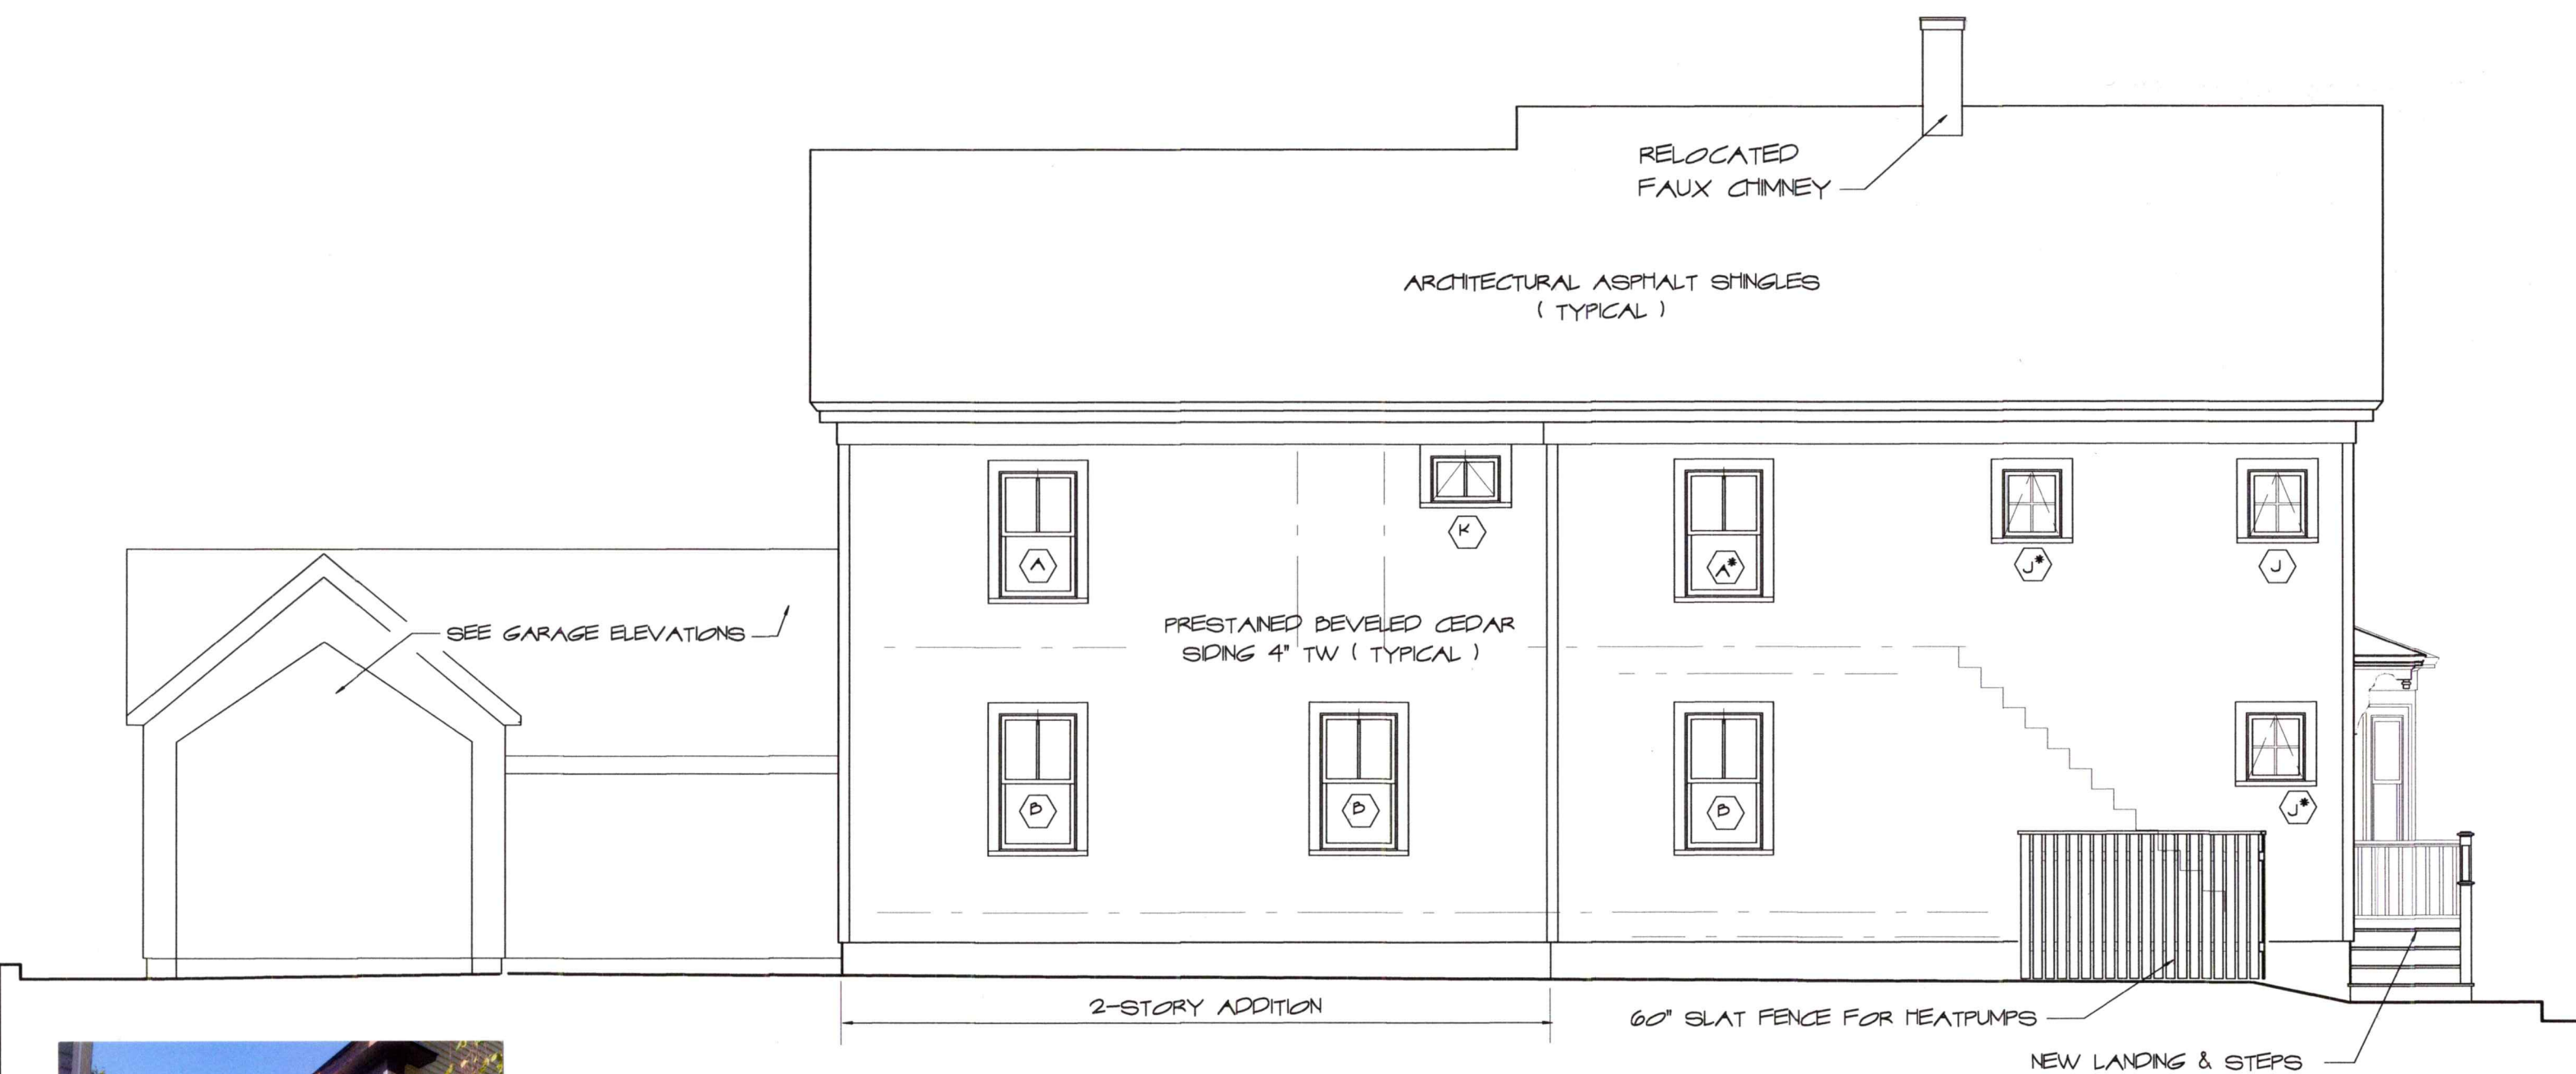 RELOCATED
FAUX CHIMNEY
ARCHITECTURAL ASPHALT SHINGLES
( TYPICAL )
K
A
A*
J*
J
SEE GARAGE ELEVATIONS
PRESTAINED BEVELED CEDAR
SIDING 4" TW ( TYPICAL )
B
B
B
J*
2-STORY ADDITION
60" SLAT FENCE FOR HEATPUMPS
NEW LANDING & STEPS